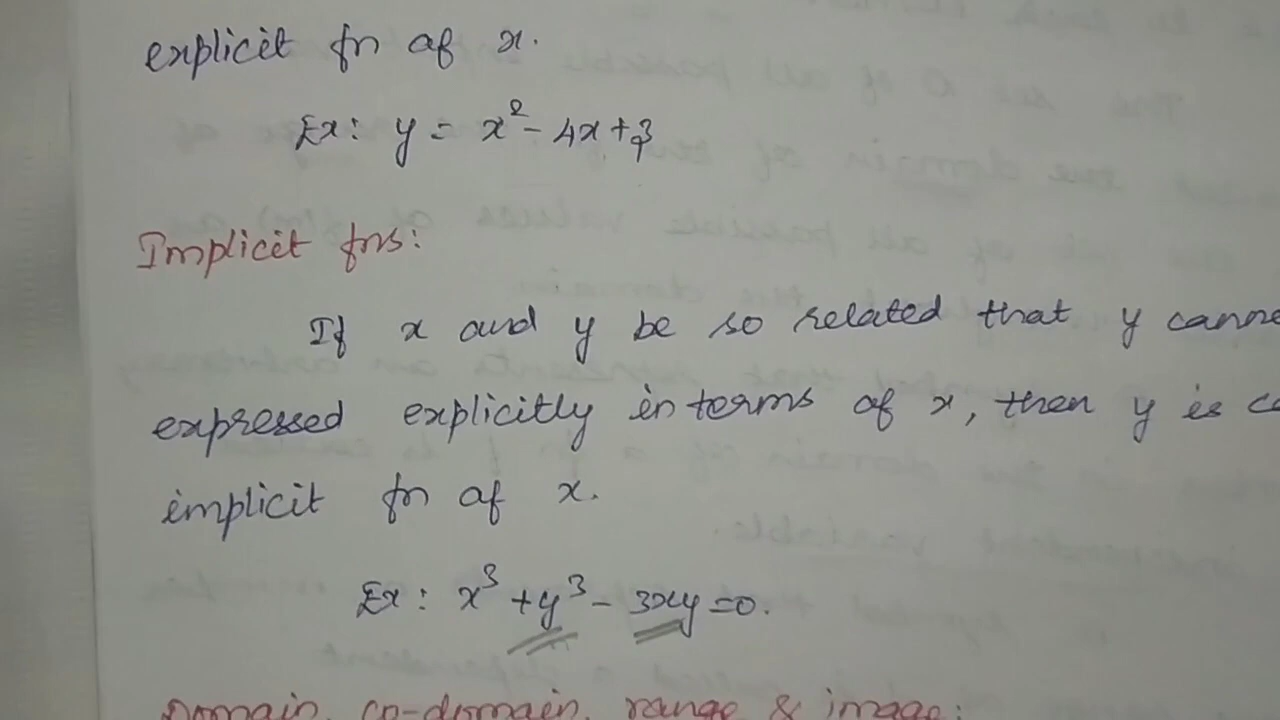 explicit fn of x.
Ex: y = x² - 4x + 3
Implicit fns:
If x and y be so related that y
expressed explicitly in terms of x, then y is
implicit fn of x.
Ex: x³ + y³ - 3xy = 0.
Domain, co-domain, range & image: